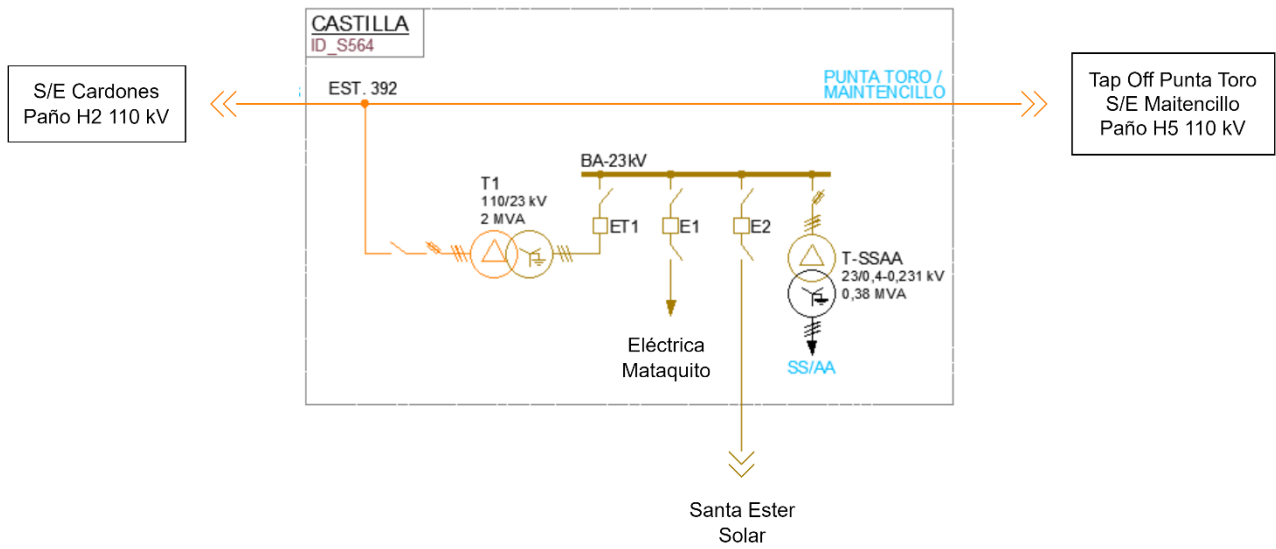 CASTILLA
ID_S564
S/E Cardones
Paño H2 110 kV
EST. 392
PUNTA TORO /
MAINTENCILLO
Tap Off Punta Toro
S/E Maitencillo
Paño H5 110 kV
BA-23kV
T1
110/23 kV
2 MVA
ET1
E1
E2
T-SSAA
23/0,4-0,231 kV
0,38 MVA
Eléctrica
Mataquito
SS/AA
Santa Ester
Solar